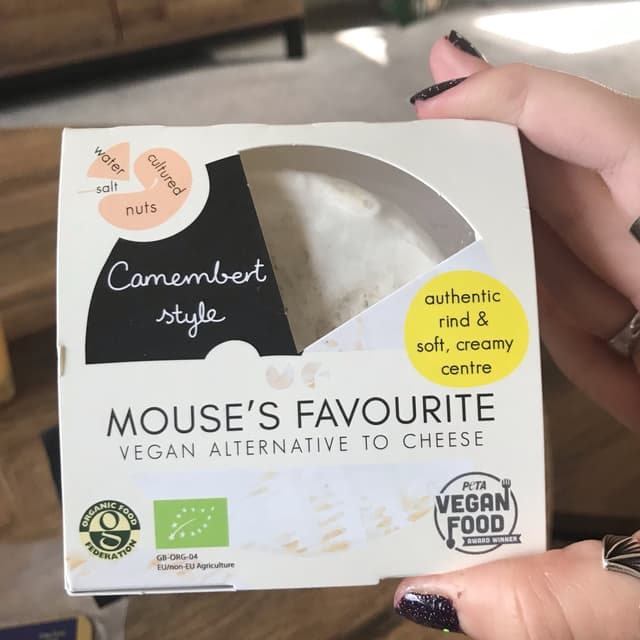 water
salt
cultured
nuts
Camembert
style
authentic
rind &
soft, creamy
centre
MOUSE'S FAVOURITE
VEGAN ALTERNATIVE TO CHEESE
ORGANIC FOOD
g
FEDERATION
GB-ORG-04
EU/non-EU Agriculture
PETA
VEGAN
FOOD
AWARD WINNER